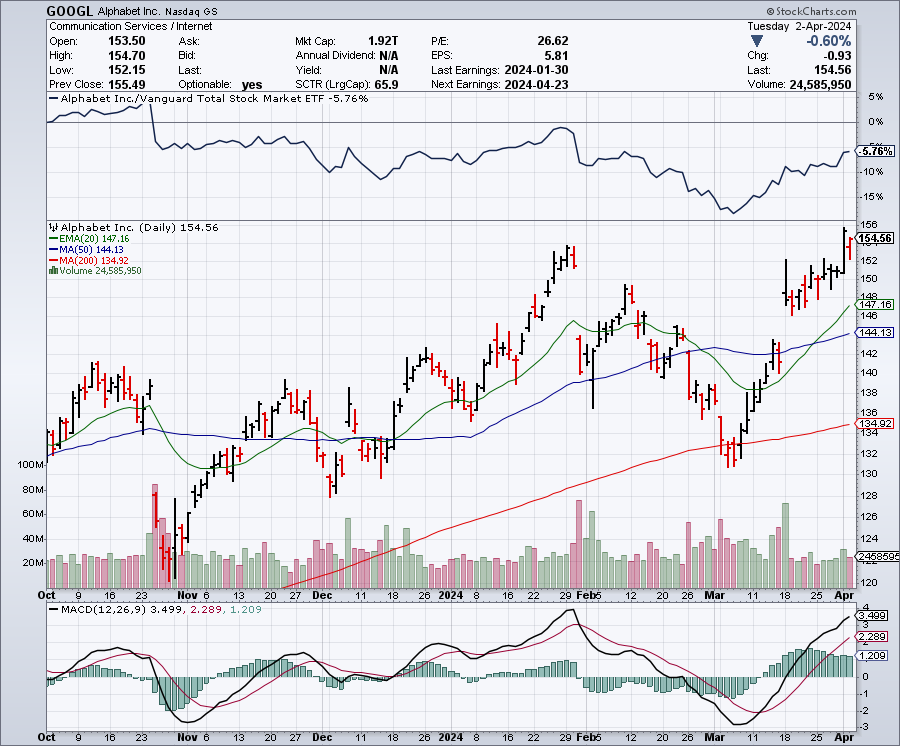 GOOGL Alphabet Inc. Nasdaq GS © StockCharts.com
Communication Services / Internet Tuesday 2-Apr-2024
Open: 153.50 Ask: Mkt Cap: 1.92T P/E: 26.62 ▼ -0.60%
High: 154.70 Bid: Annual Dividend: N/A EPS: 5.81 Chg: -0.93
Low: 152.15 Last: Yield: N/A Last Earnings: 2024-01-30 Last: 154.56
Prev Close: 155.49 Optionable: yes SCTR (LrgCap): 65.9 Next Earnings: 2024-04-23 Volume: 24,585,950
Alphabet Inc./Vanguard Total Stock Market ETF -5.76%
5%
0%
-5.76%
-10%
-15%
Alphabet Inc. (Daily) 154.56
EMA(20) 147.16
MA(50) 144.13
MA(200) 134.92
Volume 24,585,950
156
154.56
152
150
148
147.16
146
144.13
142
140
138
136
134.92
134
132
130
128
126
124
122
120
100M
80M
60M
40M
20M
24585950
Oct 9 16 23 Nov 6 13 20 27 Dec 11 18 26 2024 8 16 22 29 Feb 5 12 20 26 Mar 11 18 25 Apr
MACD(12,26,9) 3.499, 2.289, 1.209
4
3.499
3
2.289
1.209
0
-1
-2
-3
Oct 9 16 23 Nov 6 13 20 27 Dec 11 18 26 2024 8 16 22 29 Feb 5 12 20 26 Mar 11 18 25 Apr